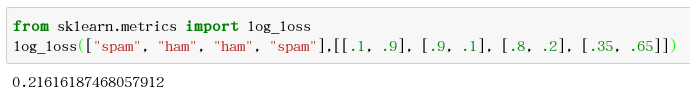 from sklearn.metrics import log_loss
log_loss(["spam", "ham", "ham", "spam"],[[.1, .9], [.9, .1], [.8, .2], [.35, .65]])
0.21616187468057912